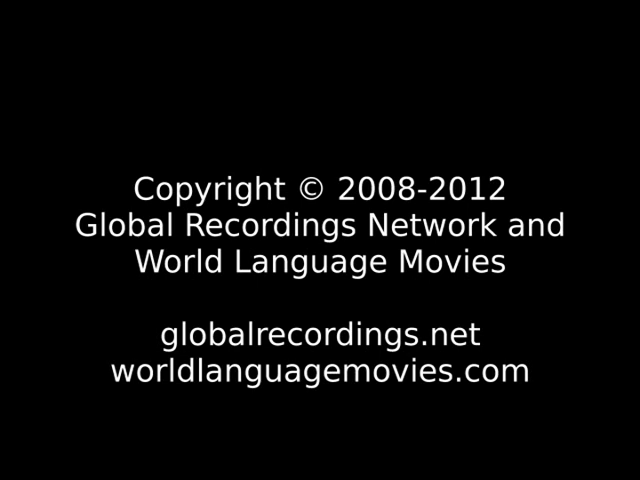 Copyright © 2008-2012
Global Recordings Network and
World Language Movies
globalrecordings.net
worldlanguagemovies.com